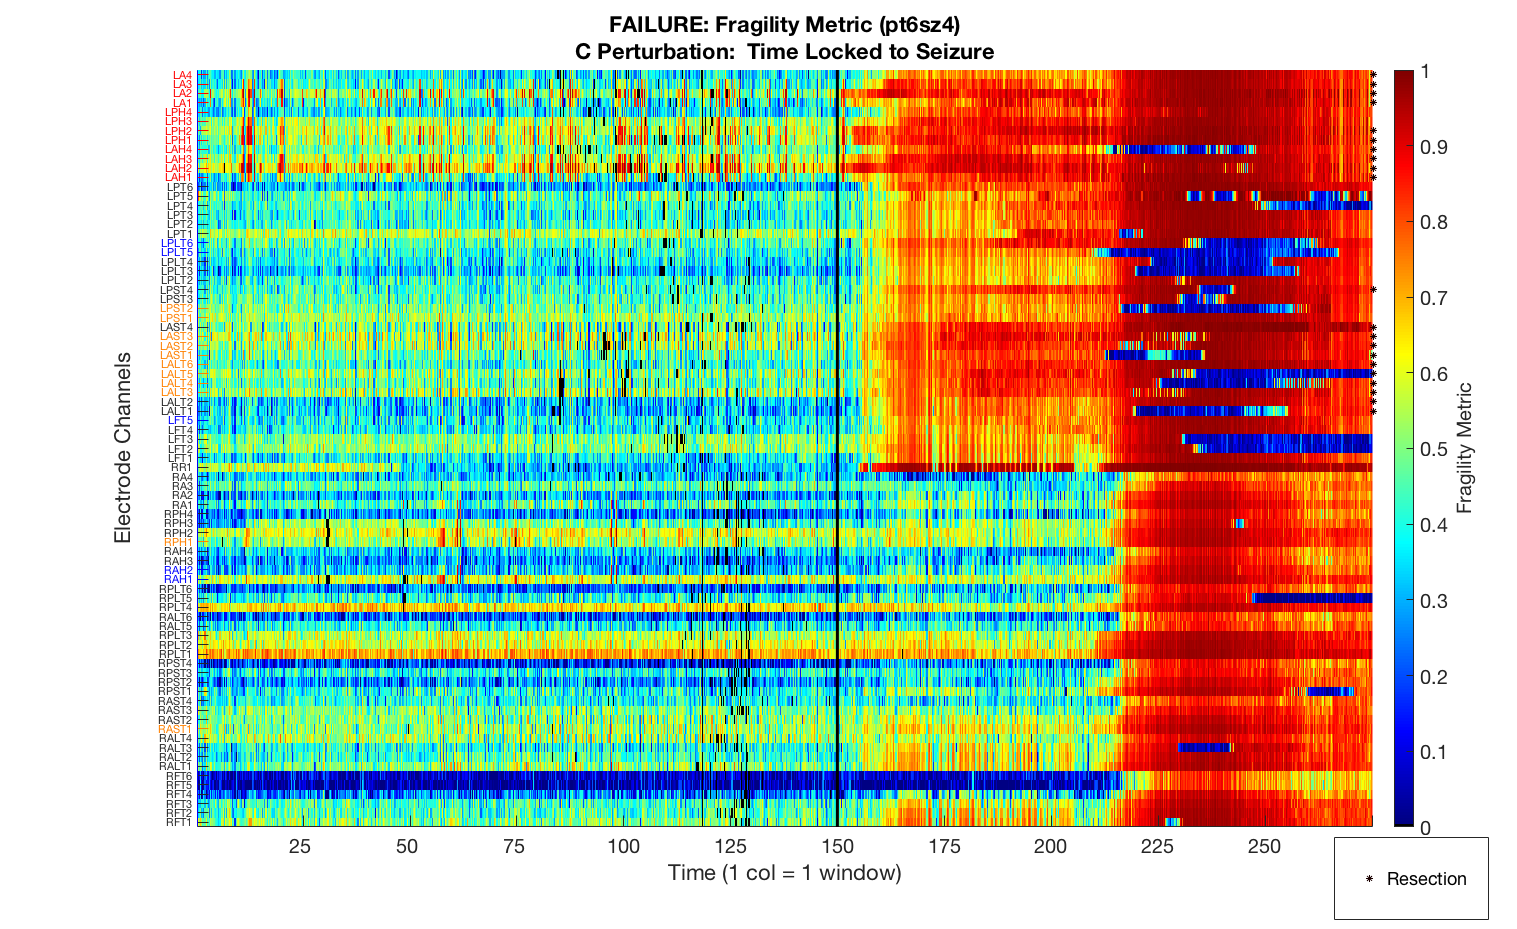 FAILURE: Fragility Metric (pt6sz4)
C Perturbation: Time Locked to Seizure
Electrode Channels
LA4
LA3
LA2
LA1
LPH4
LPH3
LPH2
LPH1
LAH4
LAH3
LAH2
LAH1
LPT6
LPT5
LPT4
LPT3
LPT2
LPT1
LPLT6
LPLT5
LPLT4
LPLT3
LPLT2
LPST4
LPST3
LPST2
LPST1
LAST4
LAST3
LAST2
LAST1
LALT6
LALT5
LALT4
LALT3
LALT2
LALT1
LFT5
LFT4
LFT3
LFT2
LFT1
RR1
RA4
RA3
RA2
RA1
RPH4
RPH3
RPH2
RPH1
RAH4
RAH3
RAH2
RAH1
RPLT6
RPLT5
RPLT4
RALT6
RALT5
RPLT3
RPLT2
RPLT1
RPST4
RPST3
RPST2
RPST1
RAST4
RAST3
RAST2
RAST1
RALT4
RALT3
RALT2
RALT1
RFT6
RFT5
RFT4
RFT3
RFT2
RFT1
25 50 75 100 125 150 175 200 225 250
Time (1 col = 1 window)
1
0.9
0.8
0.7
0.6
0.5
0.4
0.3
0.2
0.1
0
Fragility Metric
* Resection